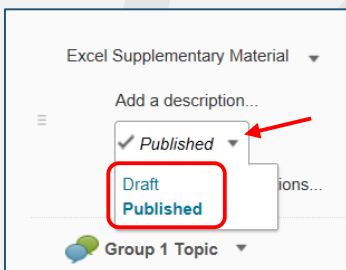 Excel Supplementary Material
Add a description...
Published
Draft
ions...
Published
Group 1 Topic